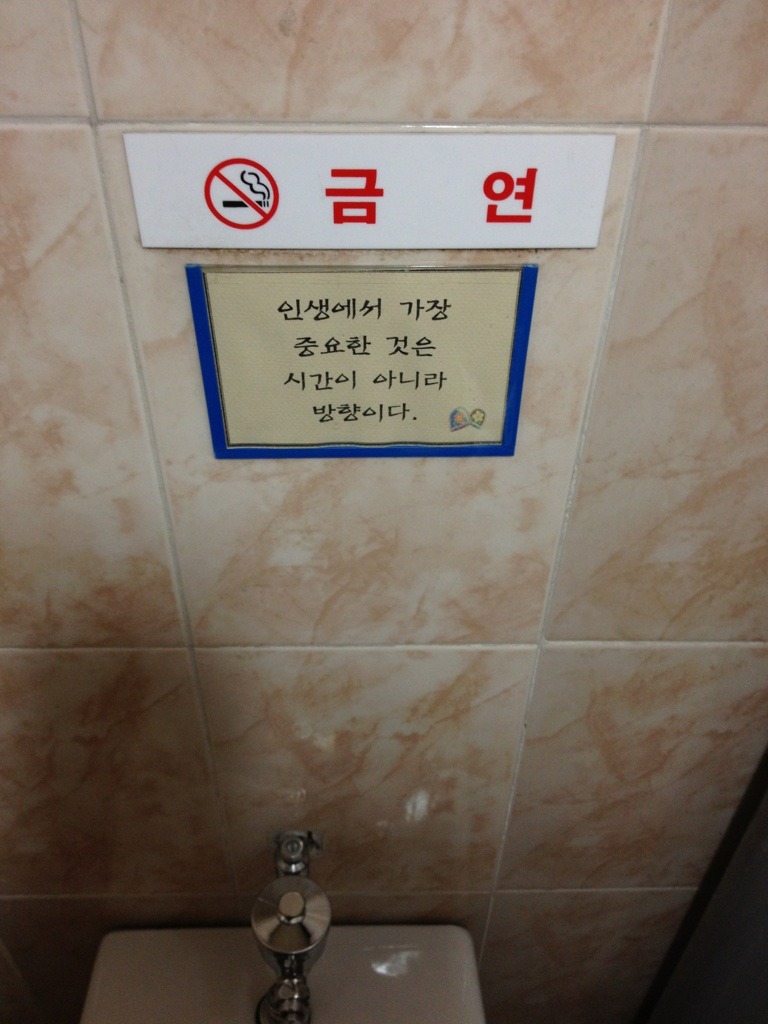 금 연
인생에서 가장
중요한 것은
시간이 아니라
방향이다.